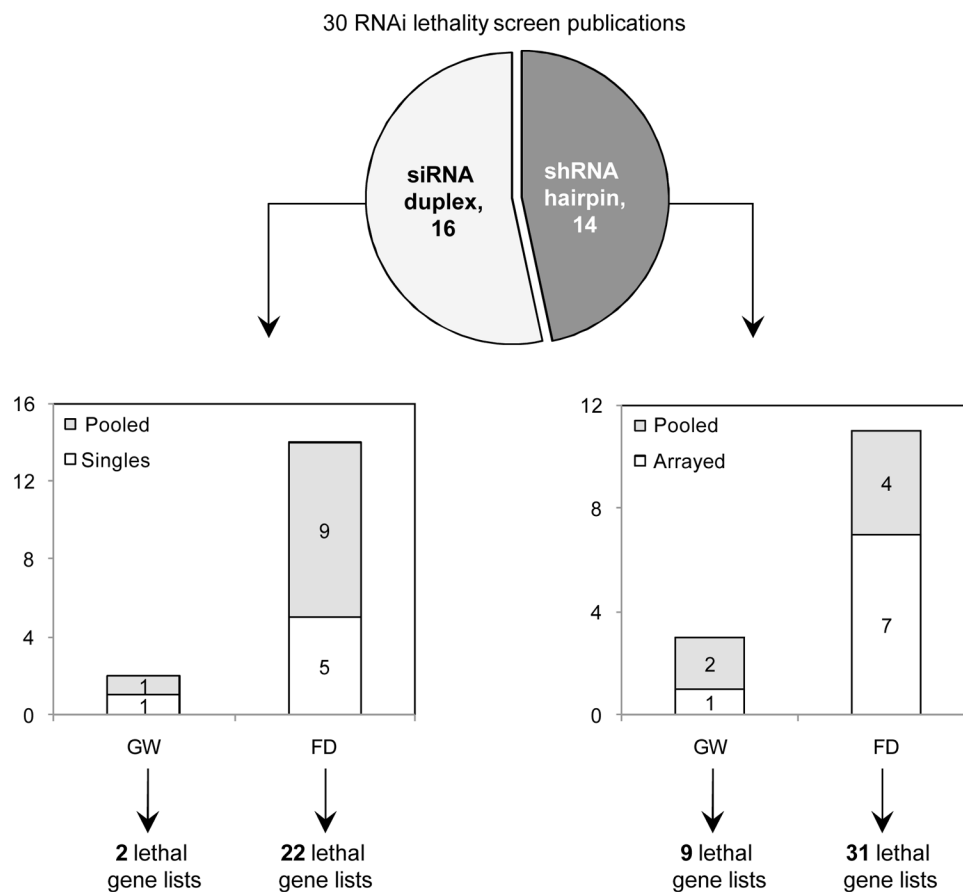 30 RNAi lethality screen publications
siRNA
duplex,
16
shRNA
hairpin,
14
16
12
8
4
0
Pooled
Singles
1
1
9
5
GW
FD
2 lethal
gene lists
22 lethal
gene lists
12
8
4
0
Pooled
Arrayed
2
1
4
7
GW
FD
9 lethal
gene lists
31 lethal
gene lists